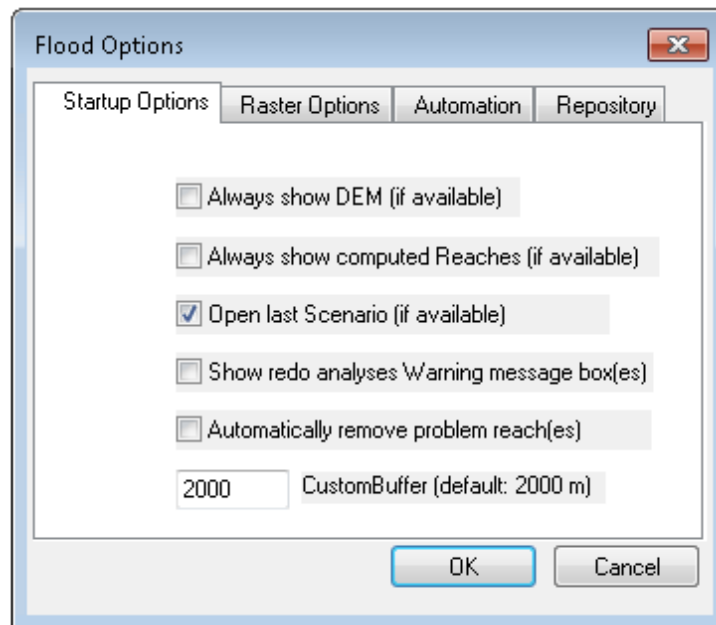 Flood Options
Startup Options Raster Options Automation Repository
Always show DEM (if available)
Always show computed Reaches (if available)
Open last Scenario (if available)
Show redo analyses Warning message box(es)
Automatically remove problem reach(es)
2000 CustomBuffer (default: 2000 m)
OK Cancel